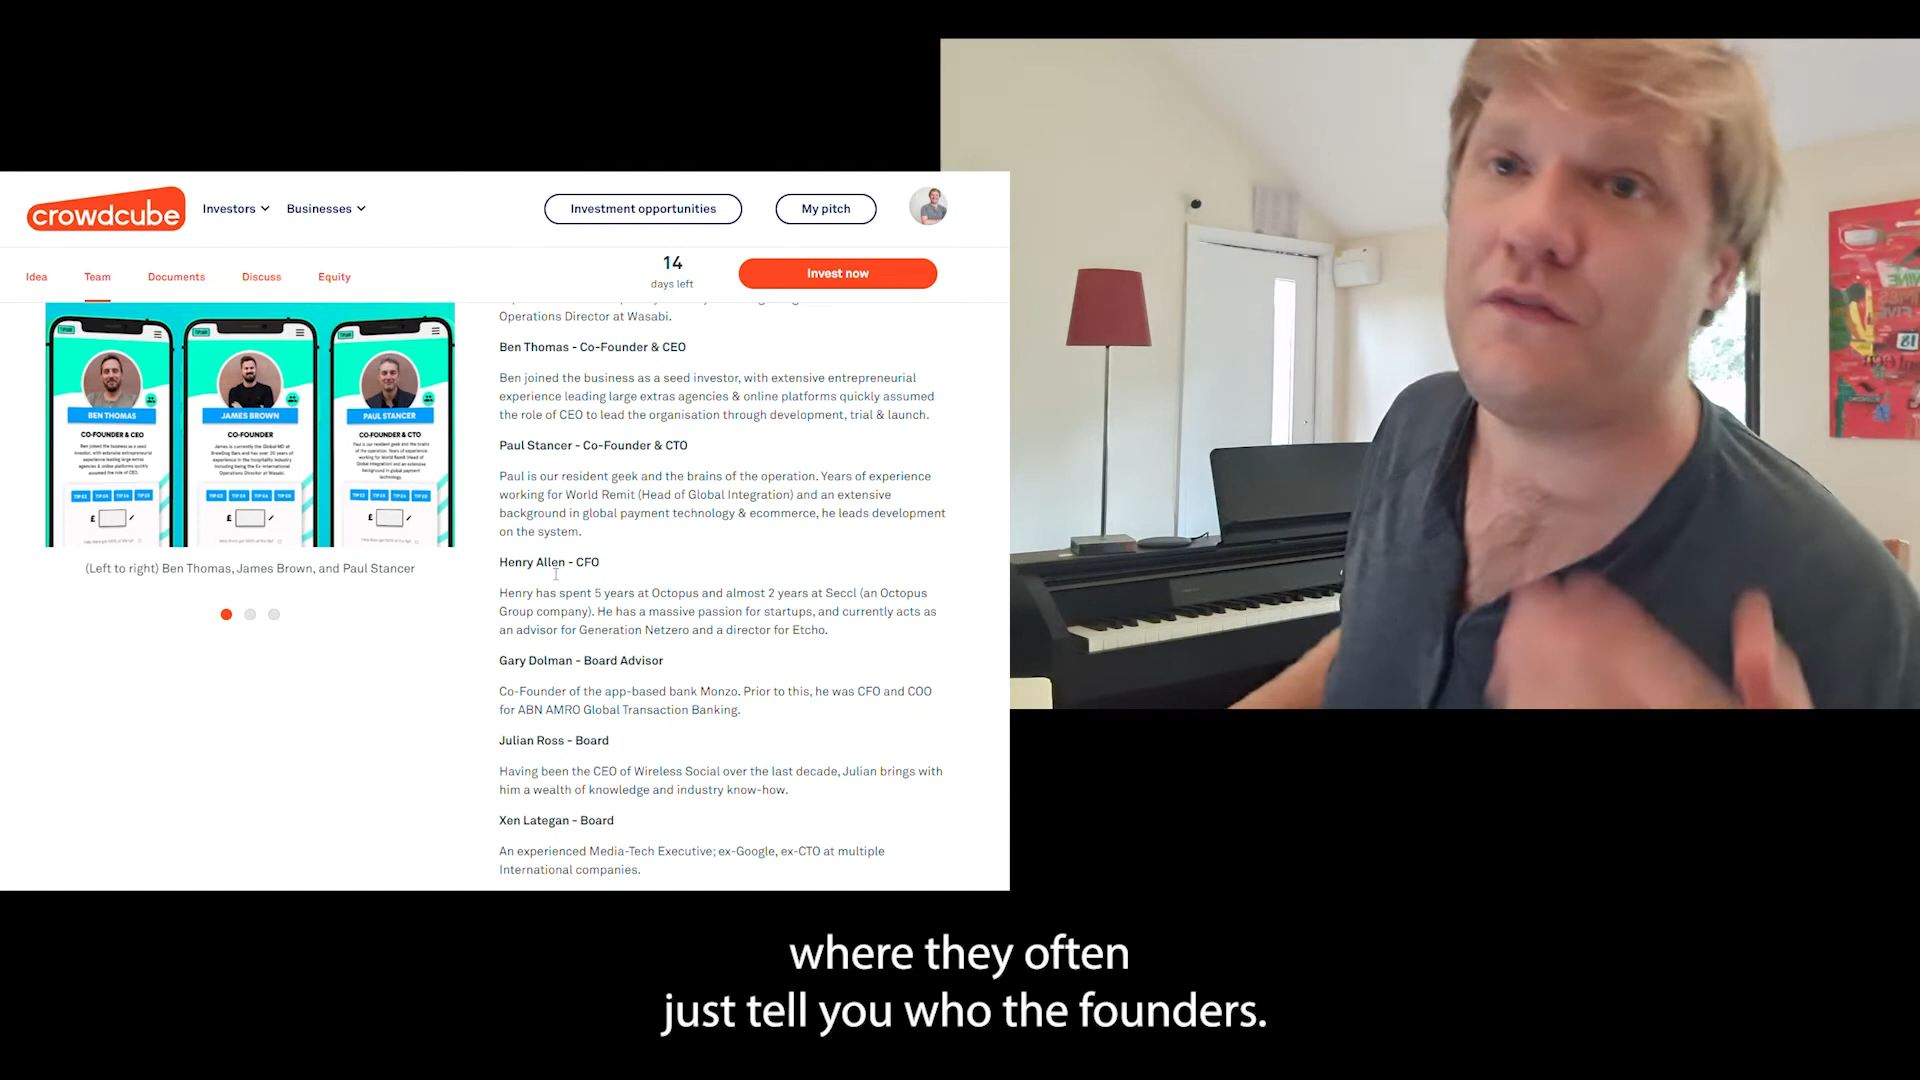 crowdcube
Investors
Businesses
Investment opportunities
My pitch
Idea
Team
Documents
Discuss
Equity
14
days left
Invest now
BEN THOMAS
CO-FOUNDER & CEO
JAMES BROWN
CO-FOUNDER
PAUL STANCER
CO-FOUNDER & CTO
(Left to right) Ben Thomas, James Brown, and Paul Stancer
Operations Director at Wasabi.
Ben Thomas - Co-Founder & CEO
Ben joined the business as a seed investor, with extensive entrepreneurial
experience leading large extras agencies & online platforms quickly assumed
the role of CEO to lead the organisation through development, trial & launch.
Paul Stancer - Co-Founder & CTO
Paul is our resident geek and the brains of the operation. Years of experience
working for World Remit (Head of Global Integration) and an extensive
background in global payment technology & ecommerce, he leads development
on the system.
Henry Allen - CFO
Henry has spent 5 years at Octopus and almost 2 years at Seccl (an Octopus
Group company). He has a massive passion for startups, and currently acts as
an advisor for Generation Netzero and a director for Etcho.
Gary Dolman - Board Advisor
Co-Founder of the app-based bank Monzo. Prior to this, he was CFO and COO
for ABN AMRO Global Transaction Banking.
Julian Ross - Board
Having been the CEO of Wireless Social over the last decade, Julian brings with
him a wealth of knowledge and industry know-how.
Xen Lategan - Board
An experienced Media-Tech Executive; ex-Google, ex-CTO at multiple
International companies.
where they often
just tell you who the founders.